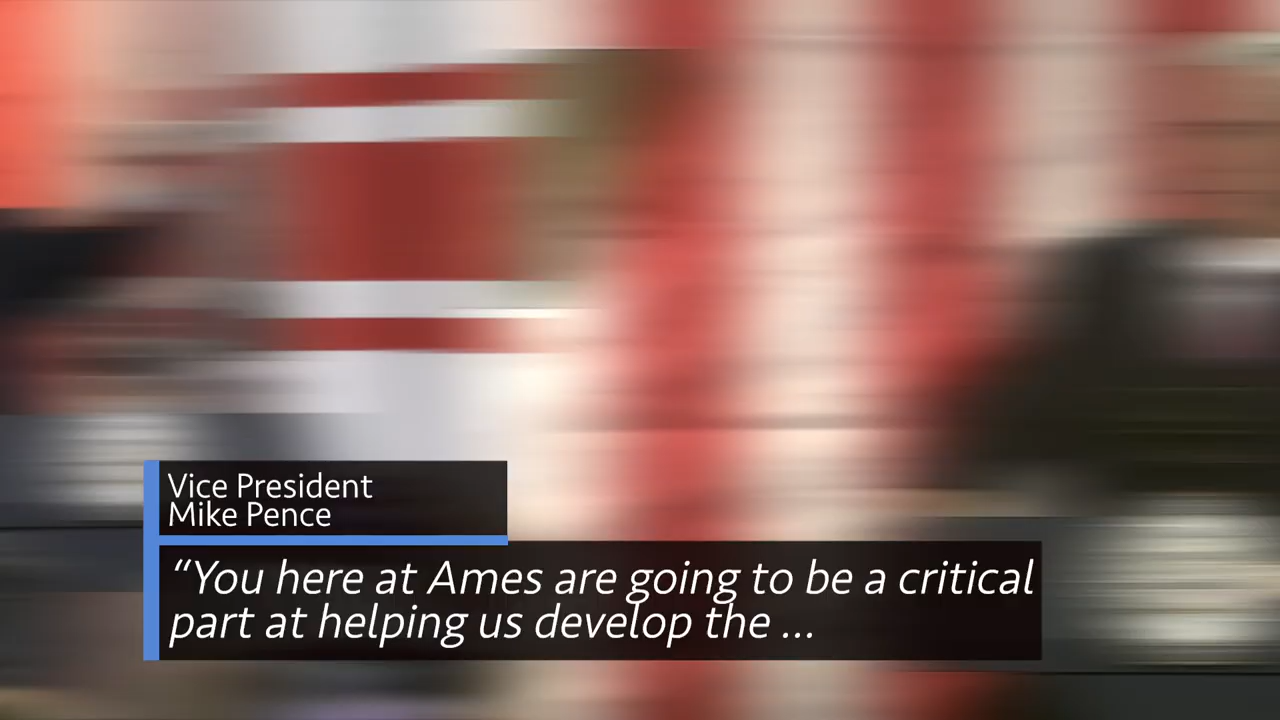 Vice President
Mike Pence
“You here at Ames are going to be a critical
part at helping us develop the ...